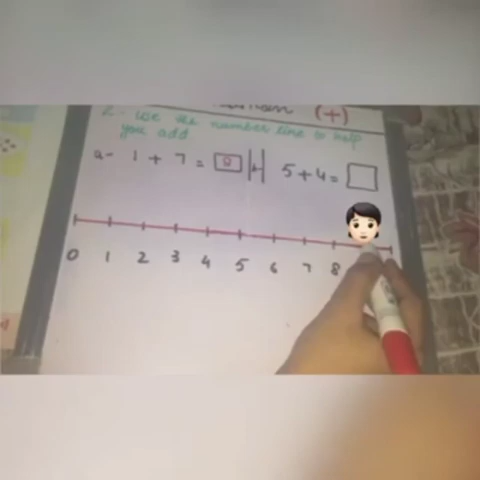 (+)
2- Use the number line to help
you add
a- 1 + 7 = 8 5+4=
0 1 2 3 4 5 6 7 8